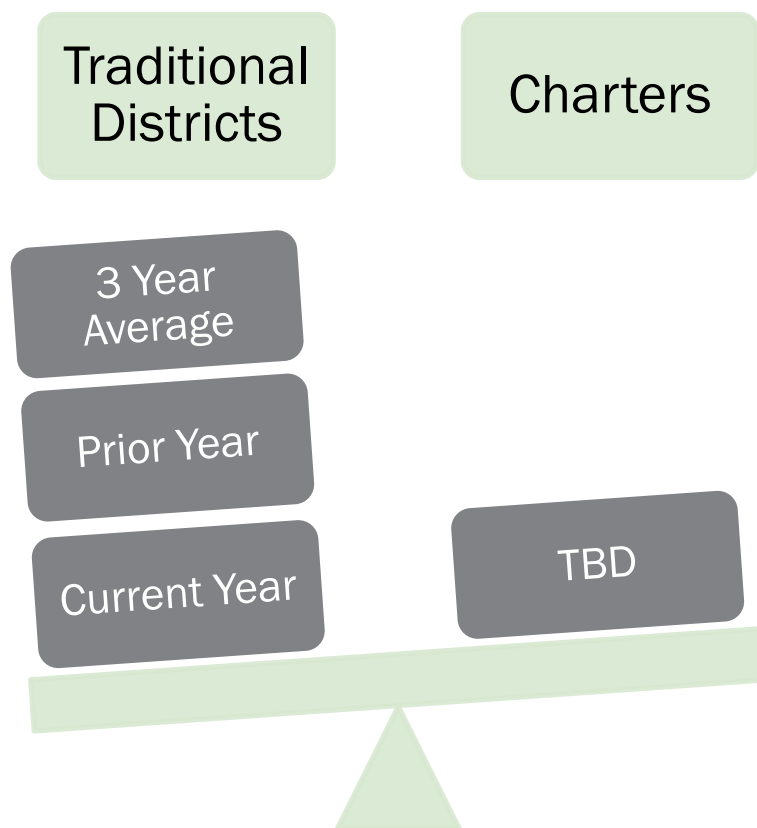 Traditional
Districts
Charters
3 Year
Average
Prior Year
Current Year
TBD